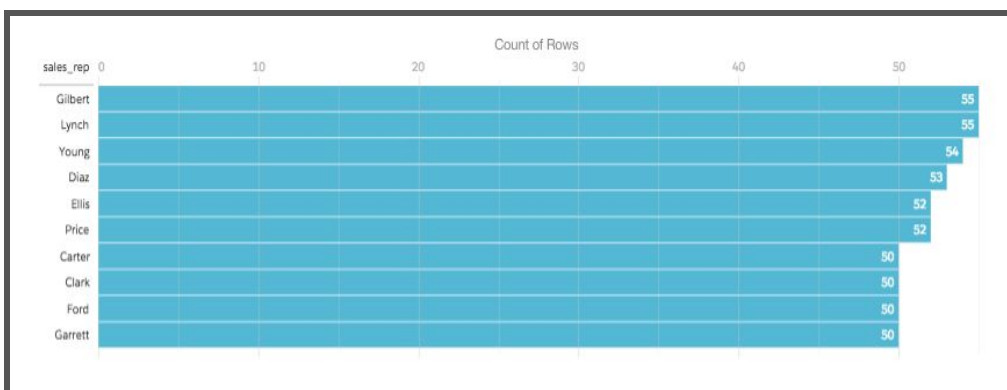 Count of Rows
sales_rep 0 10 20 30 40 50
Gilbert 55
Lynch 55
Young 54
Diaz 53
Ellis 52
Price 52
Carter 50
Clark 50
Ford 50
Garrett 50